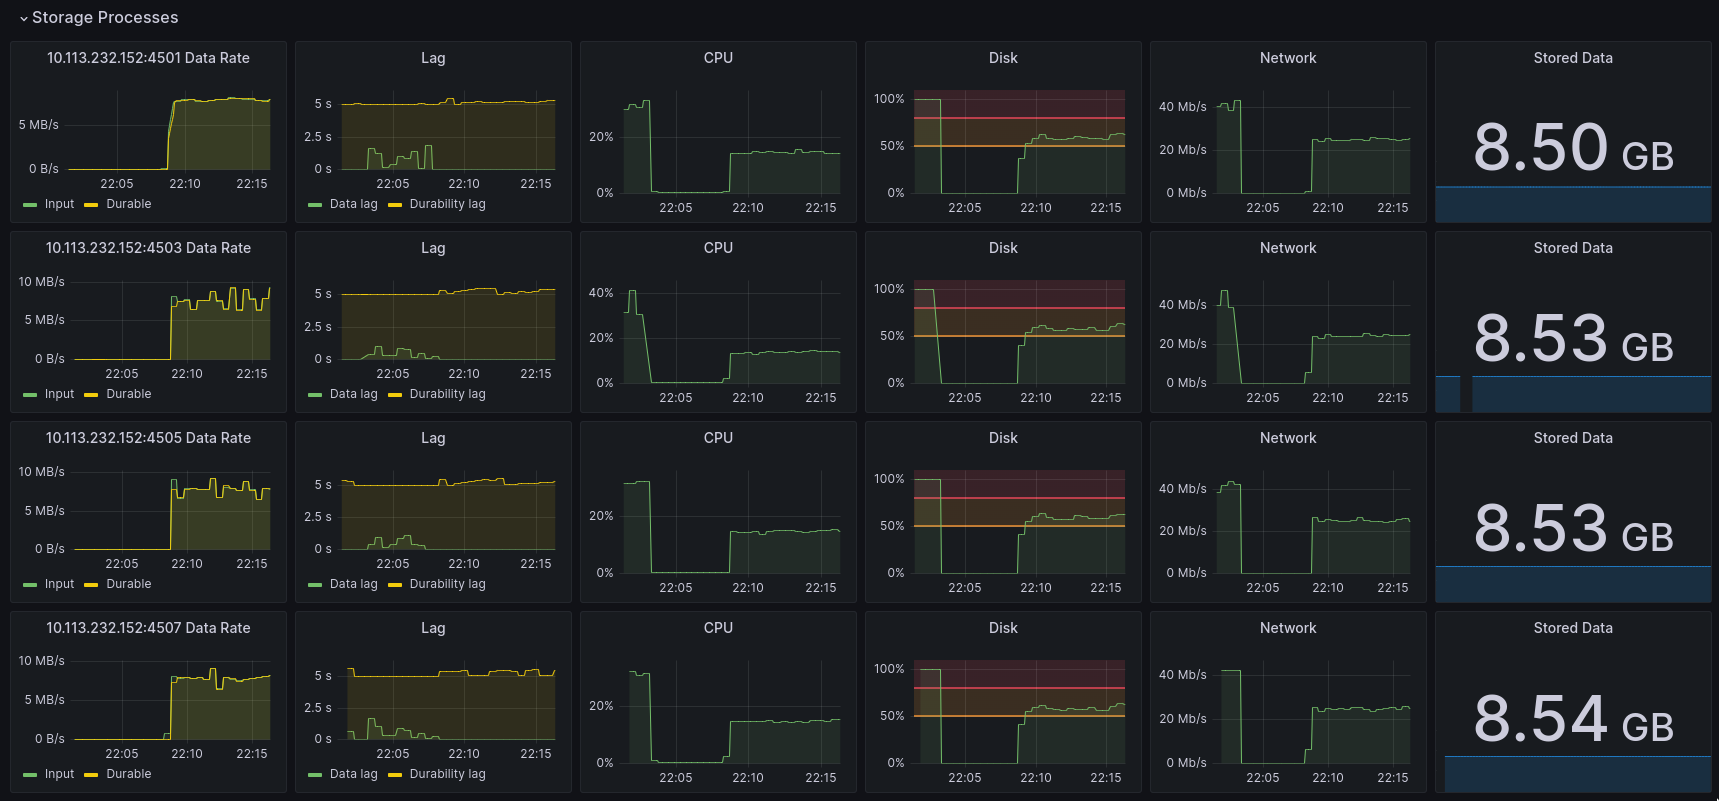 Storage Processes
10.113.232.152:4501 Data Rate
5 MB/s
0 B/s
22:05 22:10 22:15
Input Durable
Lag
5 s
2.5 s
0 s
22:05 22:10 22:15
Data lag Durability lag
CPU
20%
0%
22:05 22:10 22:15
Disk
100%
50%
0%
22:05 22:10 22:15
Network
40 Mb/s
20 Mb/s
0 Mb/s
22:05 22:10 22:15
Stored Data
8.50 GB
10.113.232.152:4503 Data Rate
10 MB/s
5 MB/s
0 B/s
22:05 22:10 22:15
Input Durable
Lag
5 s
2.5 s
0 s
22:05 22:10 22:15
Data lag Durability lag
CPU
40%
20%
0%
22:05 22:10 22:15
Disk
100%
50%
0%
22:05 22:10 22:15
Network
40 Mb/s
20 Mb/s
0 Mb/s
22:05 22:10 22:15
Stored Data
8.53 GB
10.113.232.152:4505 Data Rate
10 MB/s
5 MB/s
0 B/s
22:05 22:10 22:15
Input Durable
Lag
5 s
2.5 s
0 s
22:05 22:10 22:15
Data lag Durability lag
CPU
20%
0%
22:05 22:10 22:15
Disk
100%
50%
0%
22:05 22:10 22:15
Network
40 Mb/s
20 Mb/s
0 Mb/s
22:05 22:10 22:15
Stored Data
8.53 GB
10.113.232.152:4507 Data Rate
10 MB/s
5 MB/s
0 B/s
22:05 22:10 22:15
Input Durable
Lag
5 s
2.5 s
0 s
22:05 22:10 22:15
Data lag Durability lag
CPU
20%
0%
22:05 22:10 22:15
Disk
100%
50%
0%
22:05 22:10 22:15
Network
40 Mb/s
20 Mb/s
0 Mb/s
22:05 22:10 22:15
Stored Data
8.54 GB